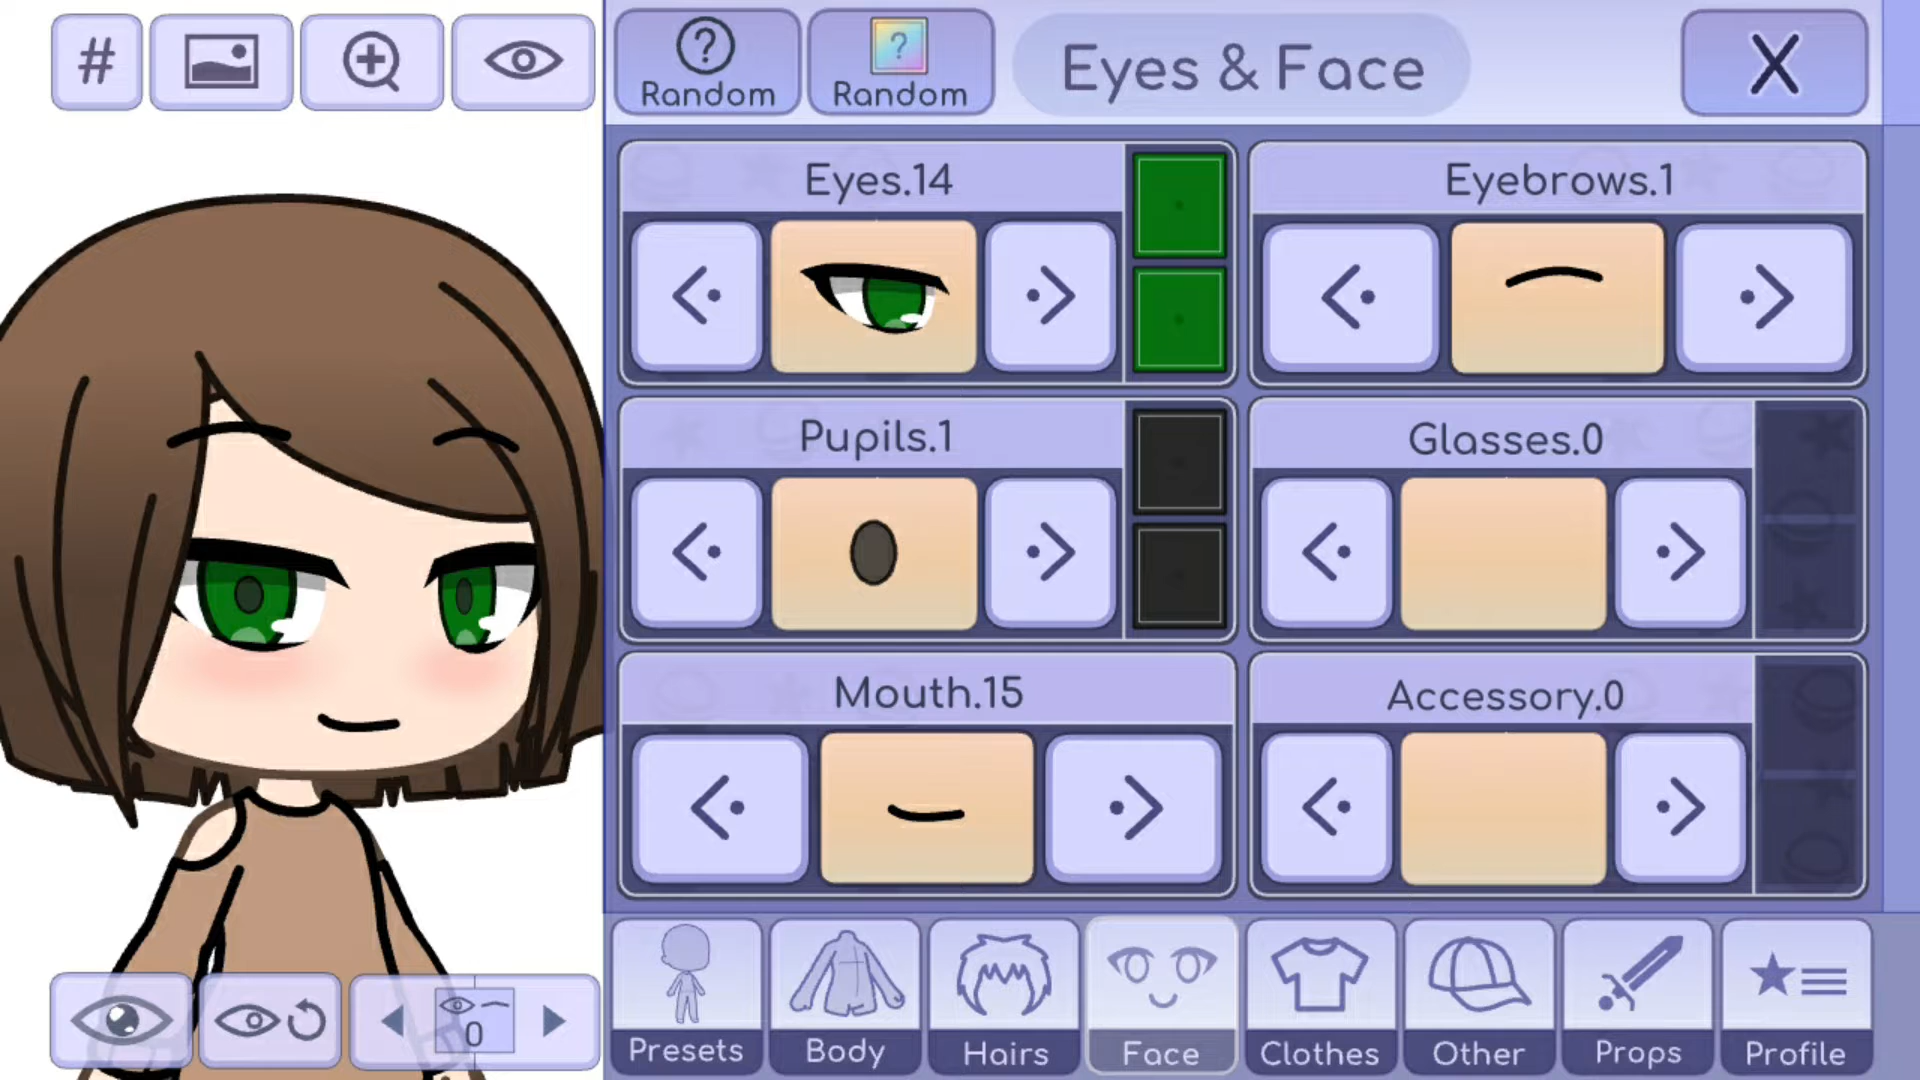 #
?
Random
?
Random
Eyes & Face
X
Eyes.14
Eyebrows.1
Pupils.1
Glasses.0
Mouth.15
Accessory.0
0
Presets
Body
Hairs
Face
Clothes
Other
Props
Profile